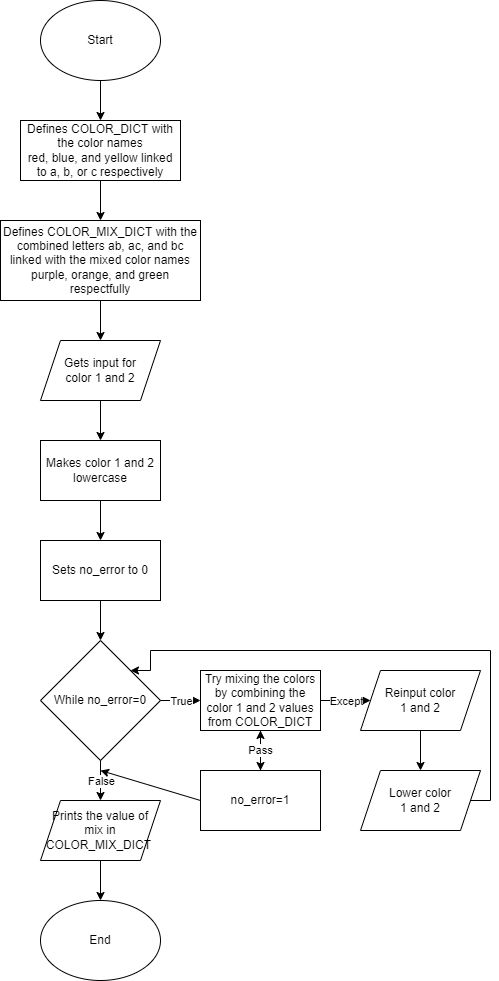 Start
Defines COLOR_DICT with
the color names
red, blue, and yellow linked
to a, b, or c respectively
Defines COLOR_MIX_DICT with the
combined letters ab, ac, and bc
linked with the mixed color names
purple, orange, and green
respectfully
Gets input for
color 1 and 2
Makes color 1 and 2
lowercase
Sets no_error to 0
While no_error=0
True
Try mixing the colors
by combining the
color 1 and 2 values
from COLOR_DICT
Except
Reinput color
1 and 2
Pass
False
no_error=1
Lower color
1 and 2
Prints the value of
mix in
COLOR_MIX_DICT
End